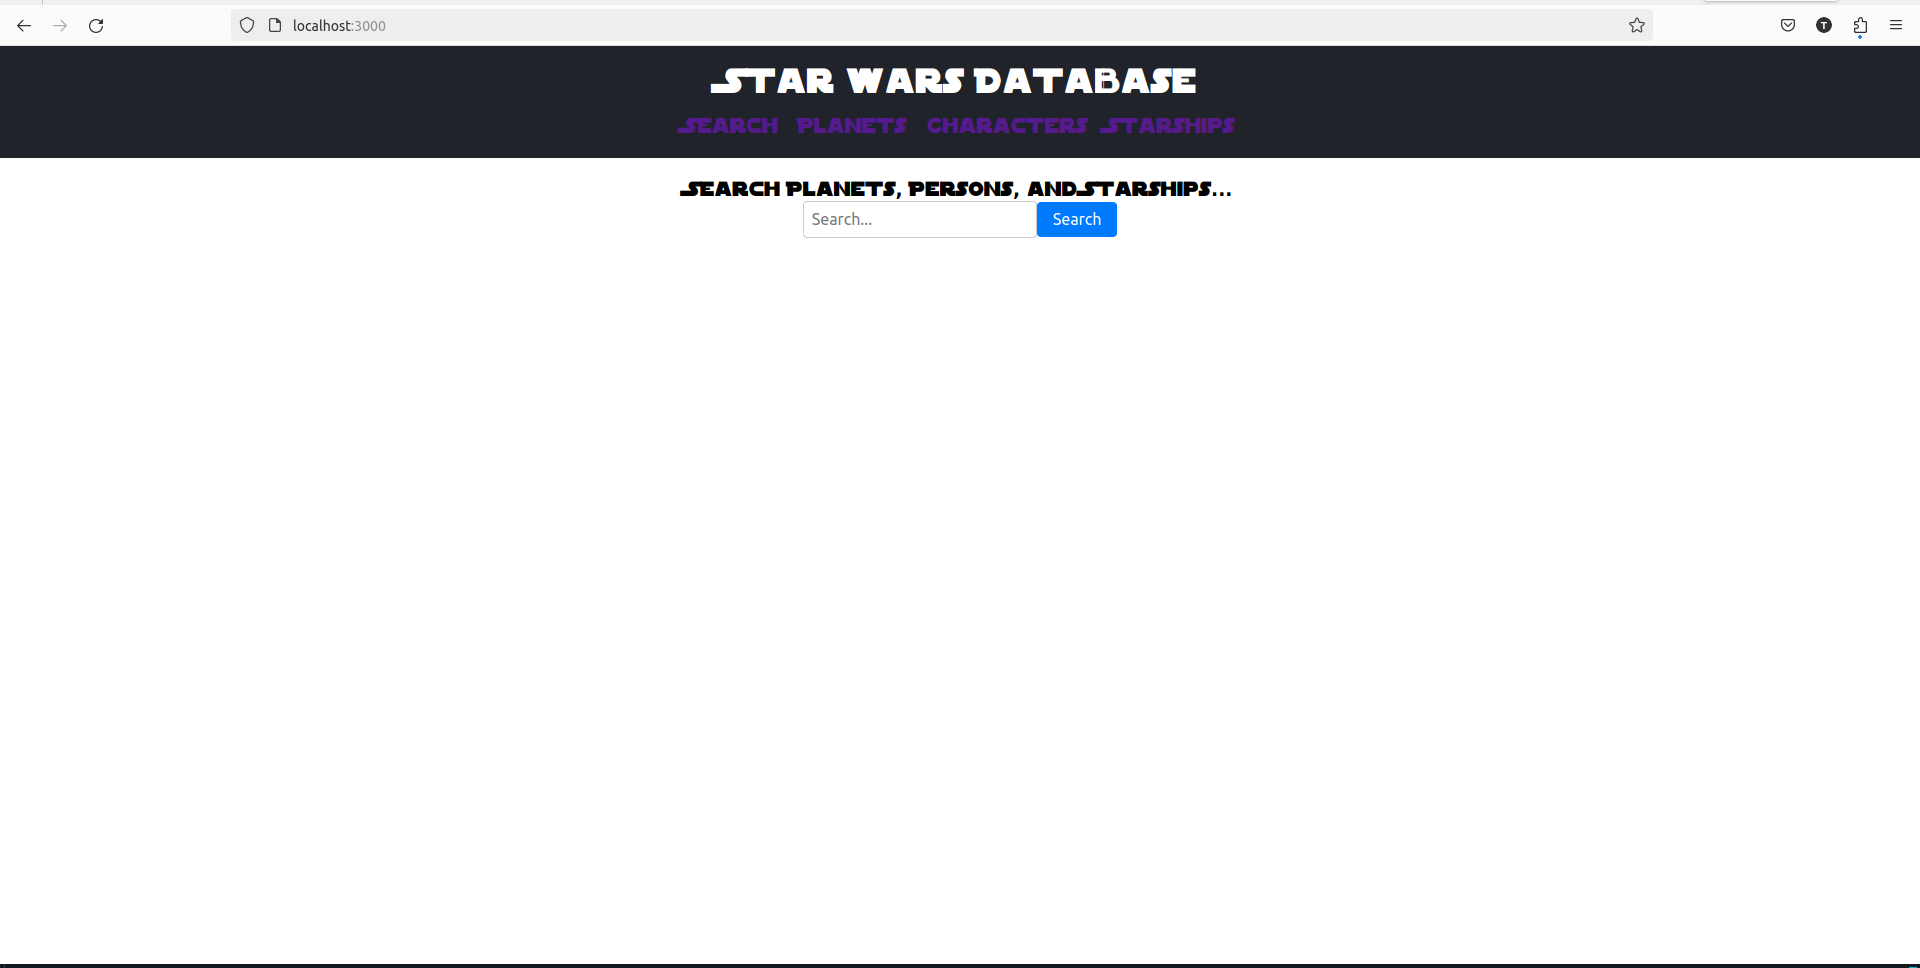 localhost:3000
T
STAR WARS DATABASE
SEARCH PLANETS CHARACTERS STARSHIPS
SEARCH PLANETS, PERSONS, AND STARSHIPS...
Search... Search